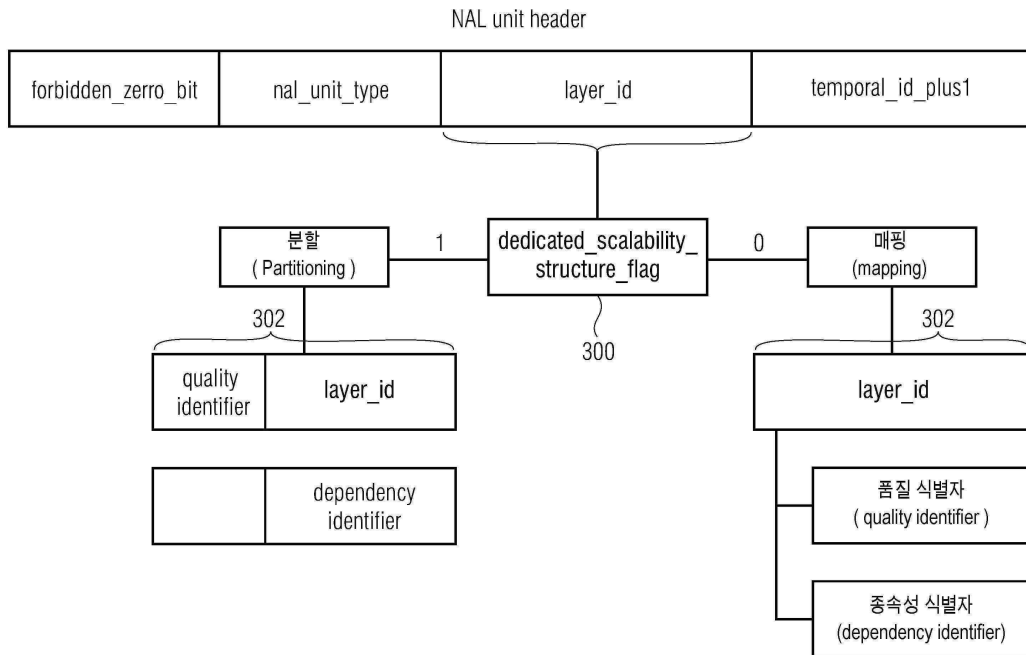 NAL unit header
forbidden_zerro_bit
nal_unit_type
layer_id
temporal_id_plus1
분할
( Partitioning )
1
dedicated_scalability_
structure_flag
0
매핑
(mapping)
302
300
302
quality
identifier
layer_id
layer_id
dependency
identifier
품질 식별자
( quality identifier )
종속성 식별자
(dependency identifier)